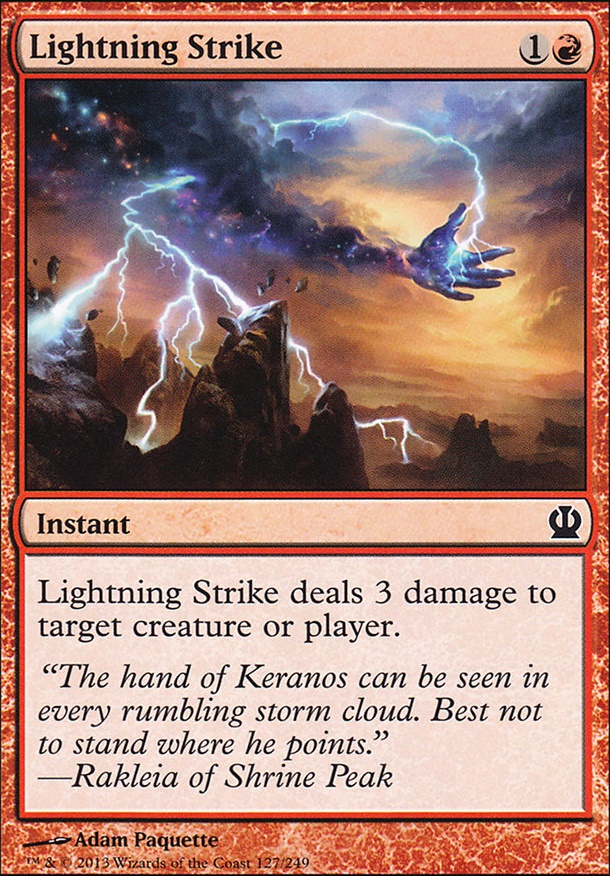 Lightning Strike 1
Instant
Lightning Strike deals 3 damage to
target creature or player.
“The hand of Keranos can be seen in
every rumbling storm cloud. Best not
to stand where he points.”
—Rakleia of Shrine Peak
Adam Paquette
™ & © 2013 Wizards of the Coast 127/249